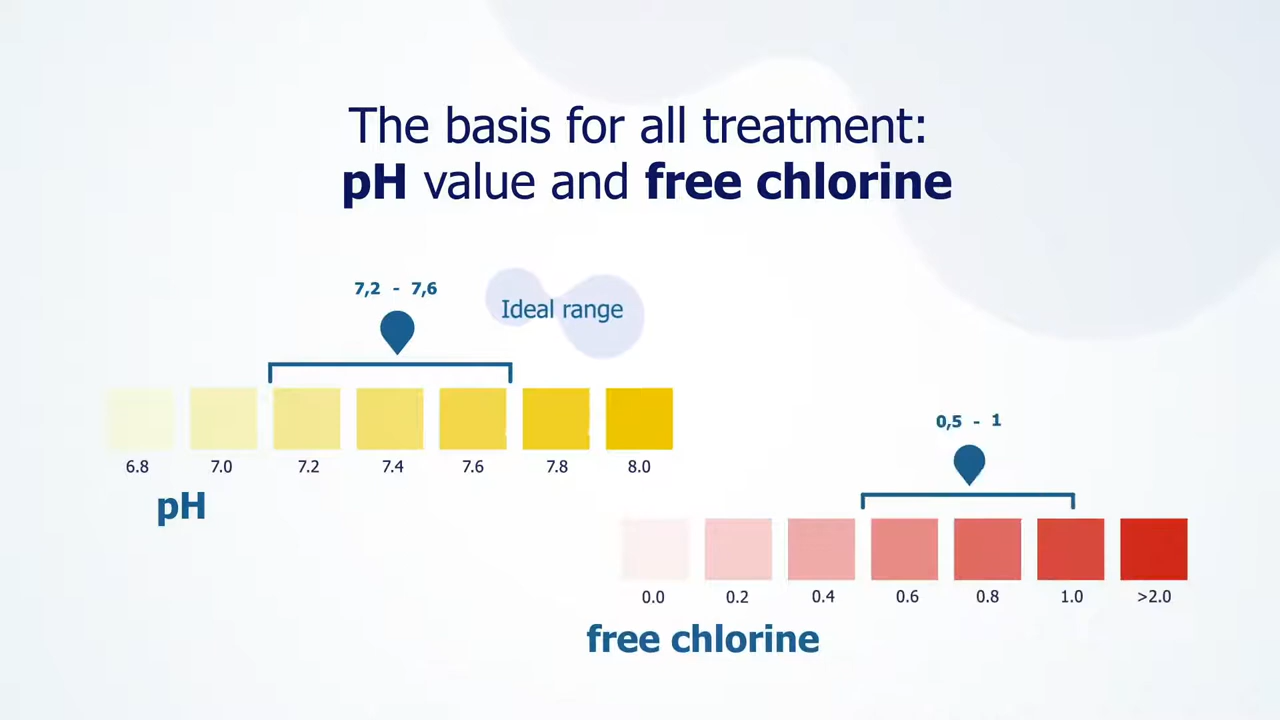 The basis for all treatment:
pH value and free chlorine
7,2 - 7,6
Ideal range
6.8 7.0 7.2 7.4 7.6 7.8 8.0
pH
0,5 - 1
0.0 0.2 0.4 0.6 0.8 1.0 >2.0
free chlorine